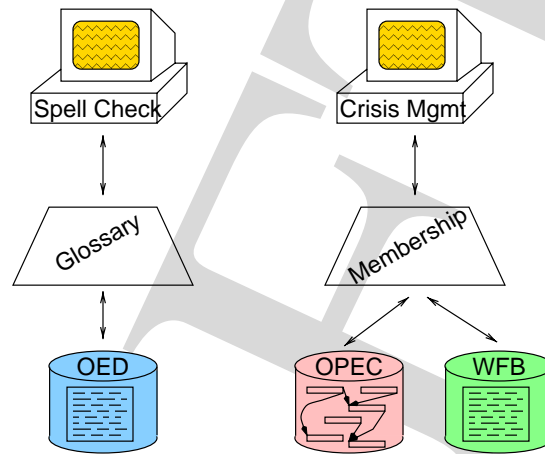 Spell Check
Crisis Mgmt
Glossary
Membership
OED
OPEC
WFB